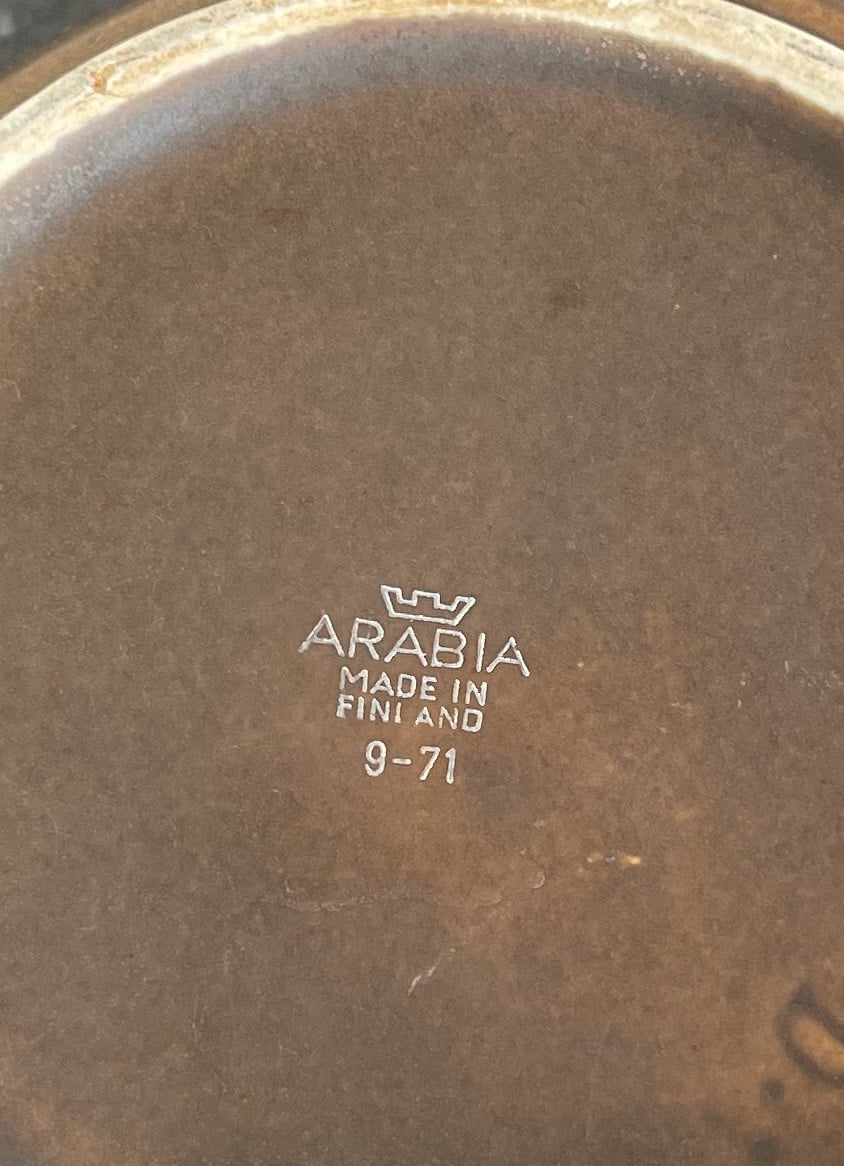 ARABIA
MADE IN
FINLAND
9-71